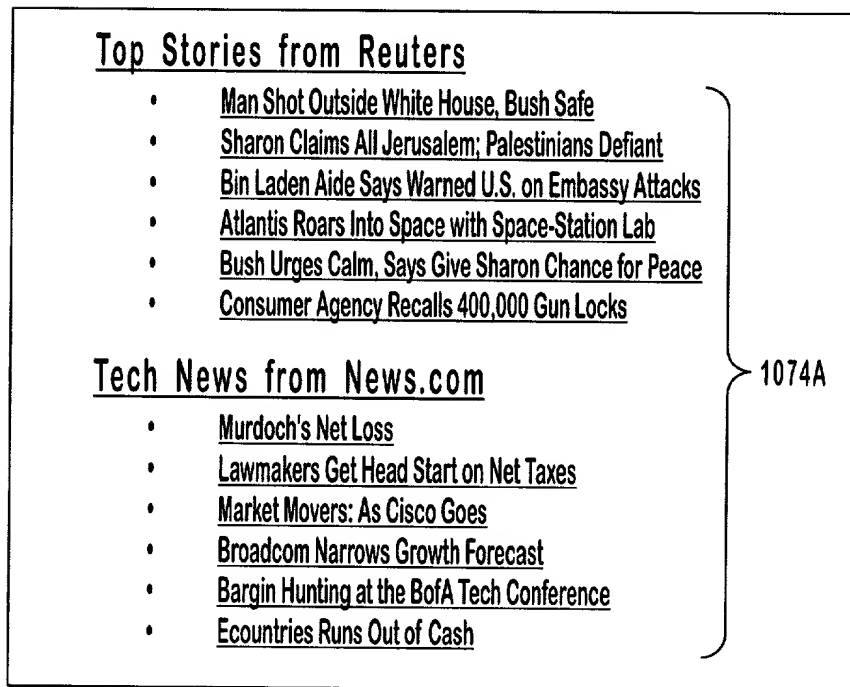 Top Stories from Reuters
• Man Shot Outside White House, Bush Safe
• Sharon Claims All Jerusalem; Palestinians Defiant
• Bin Laden Aide Says Warned U.S. on Embassy Attacks
• Atlantis Roars Into Space with Space-Station Lab
• Bush Urges Calm, Says Give Sharon Chance for Peace
• Consumer Agency Recalls 400,000 Gun Locks
1074A
Tech News from News.com
• Murdoch's Net Loss
• Lawmakers Get Head Start on Net Taxes
• Market Movers: As Cisco Goes
• Broadcom Narrows Growth Forecast
• Bargin Hunting at the BofA Tech Conference
• Ecountries Runs Out of Cash